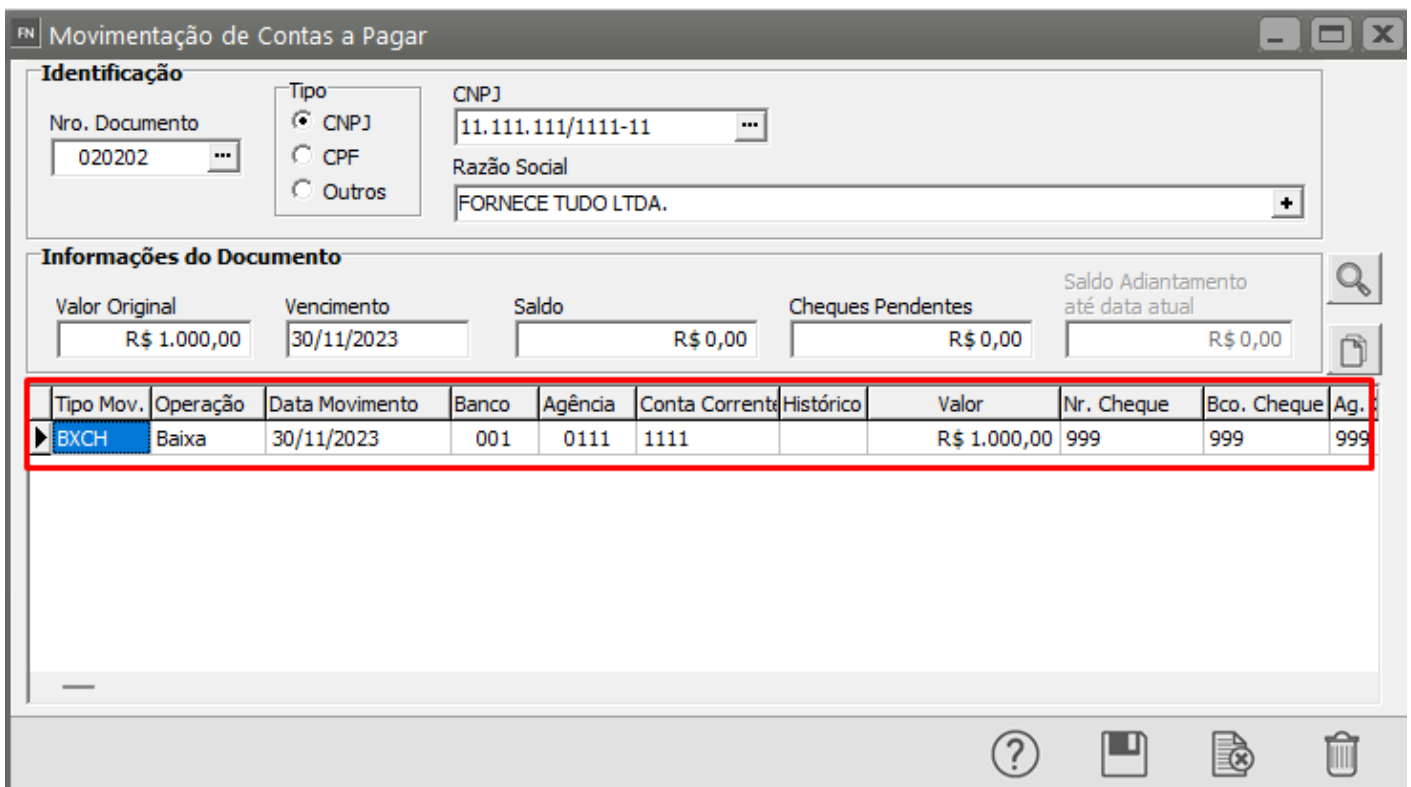 FN Movimentação de Contas a Pagar
Identificação
Nro. Documento
020202 ...
Tipo
CNPJ
CPF
Outros
CNPJ
11.111.111/1111-11 ...
Razão Social
FORNECE TUDO LTDA. +
Informações do Documento
Valor Original
R$ 1.000,00
Vencimento
30/11/2023
Saldo
R$ 0,00
Cheques Pendentes
R$ 0,00
Saldo Adiantamento
até data atual
R$ 0,00
Tipo Mov. Operação Data Movimento Banco Agência Conta Corrente Histórico Valor Nr. Cheque Bco. Cheque Ag.
BXCH Baixa 30/11/2023 001 0111 1111 R$ 1.000,00 999 999 999
?